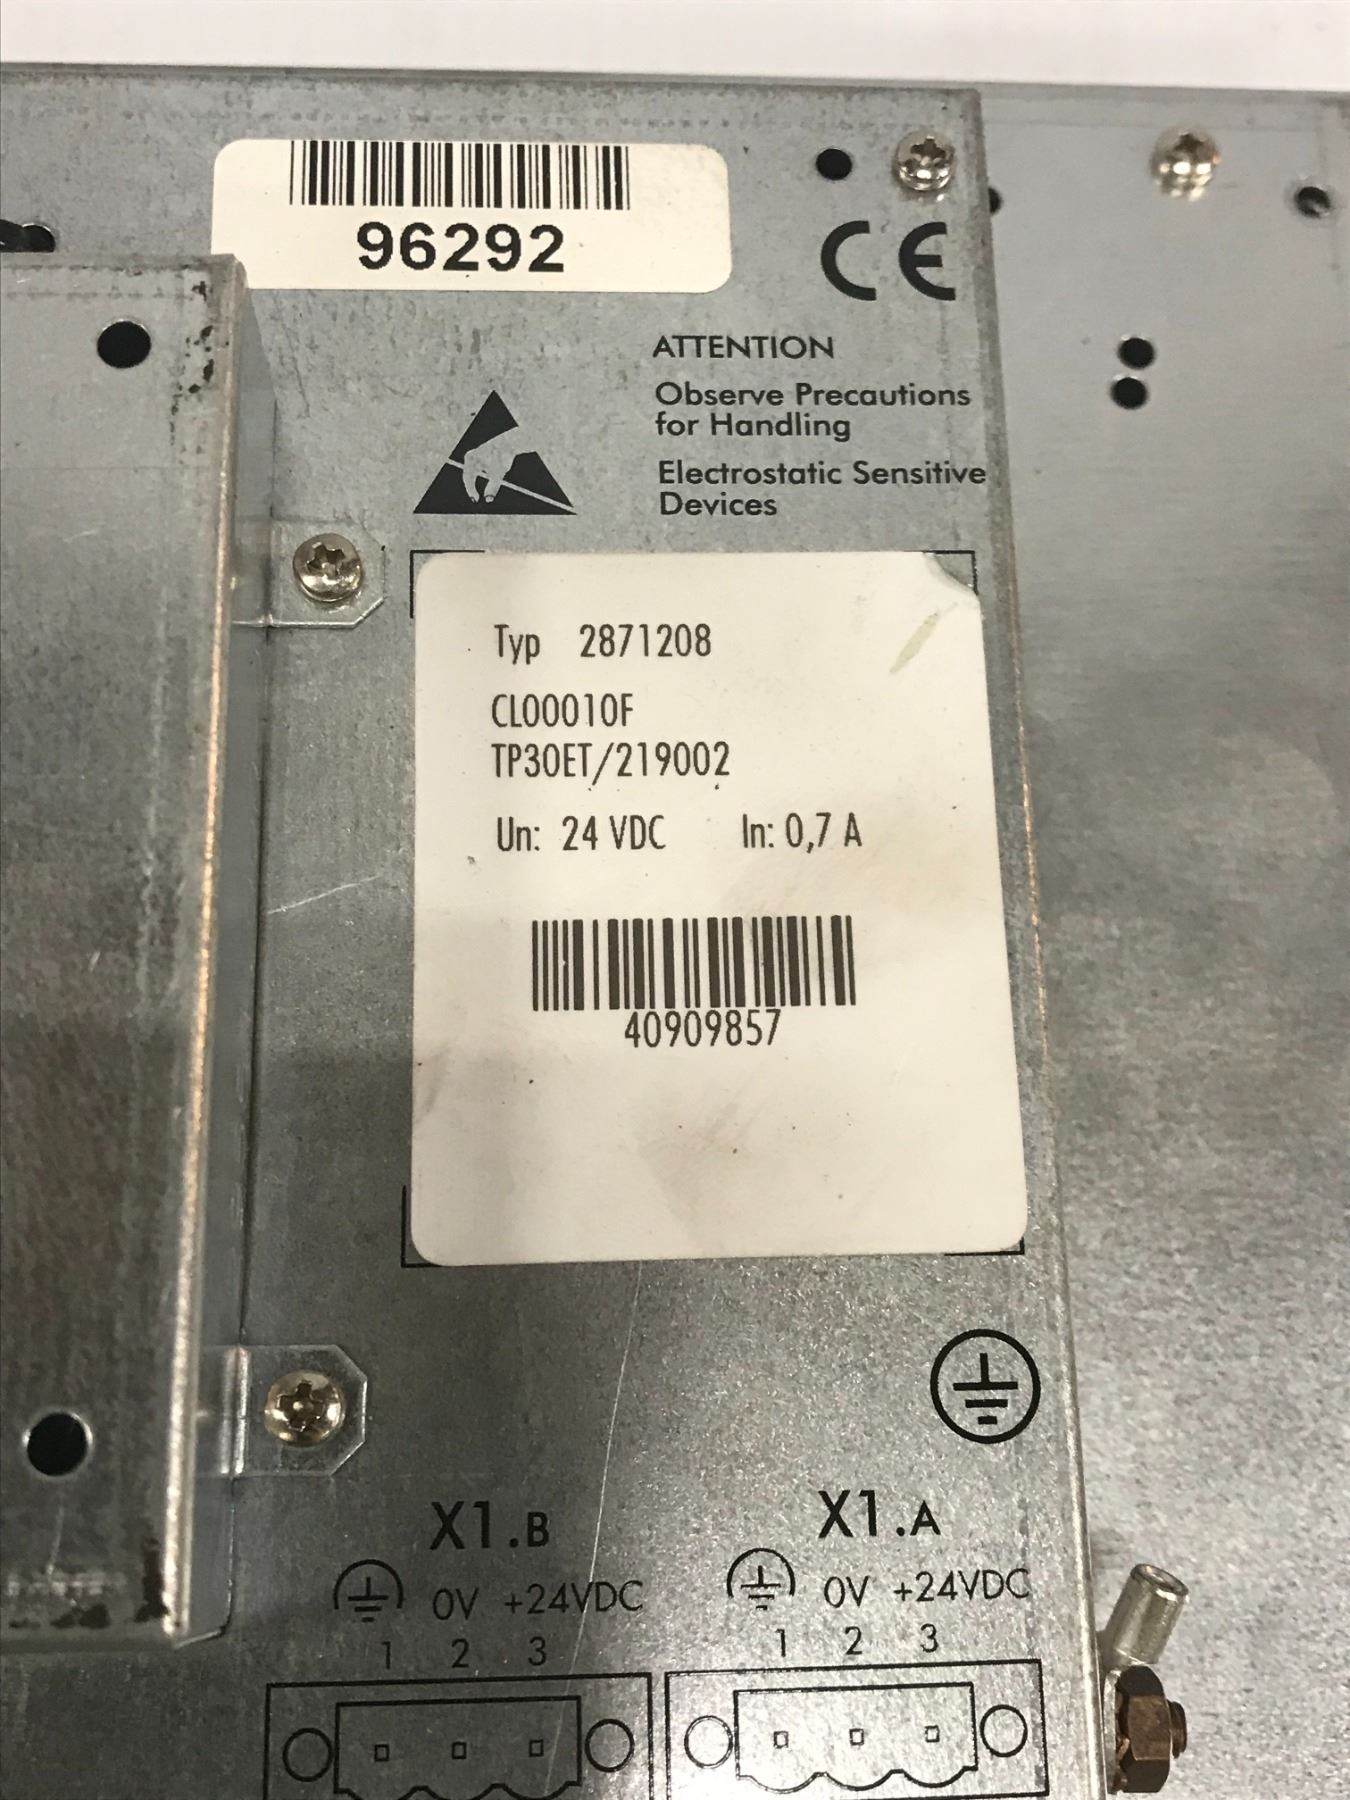 96292
CE
ATTENTION
Observe Precautions
for Handling
Electrostatic Sensitive
Devices
Typ 2871208
CL00010F
TP30ET/219002
Un: 24 VDC In: 0,7 A
40909857
X1.B X1.A
0V +24VDC 0V +24VDC
1 2 3 1 2 3